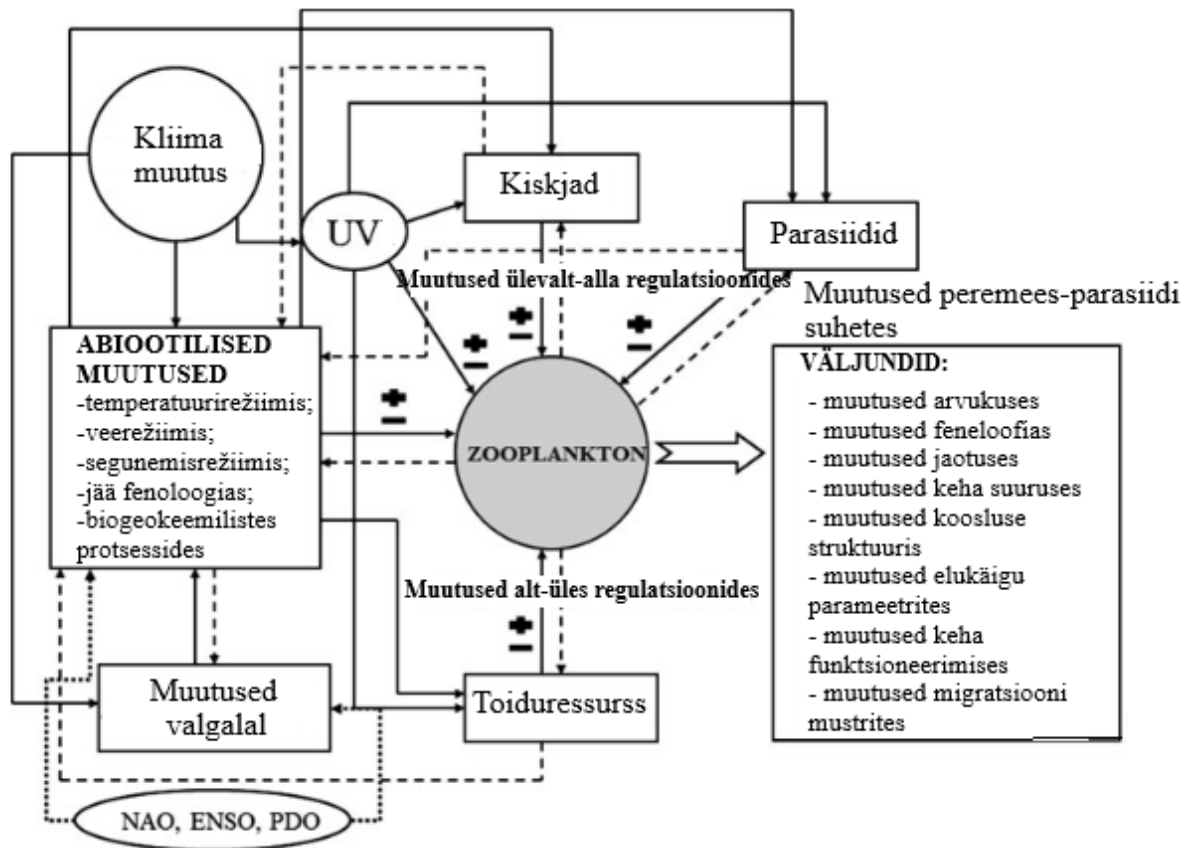 Kliima
muutus
UV
Kiskjad
Parasiidid
Muutused ülevalt-alla regulatsioonides
Muutused peremees-parasiidi
suhetes
ABIOOTILISED
MUUTUSED
-temperatuurirežiimis;
-veerežiimis;
-segunemisrežiimis;
-jää fenoloogias;
-biogeokeemilistes
protsessides
ZOOPLANKTON
VÄLJUNDID:
- muutused arvukuses
- muutused feneloofias
- muutused jaotuses
- muutused keha suuruses
- muutused koosluse
struktuuris
- muutused elukäigu
parameetrites
- muutused keha
funktsioneerimises
- muutused migratsiooni
mustrites
Muutused alt-üles regulatsioonides
Muutused
valgalal
Toiduressurss
NAO, ENSO, PDO